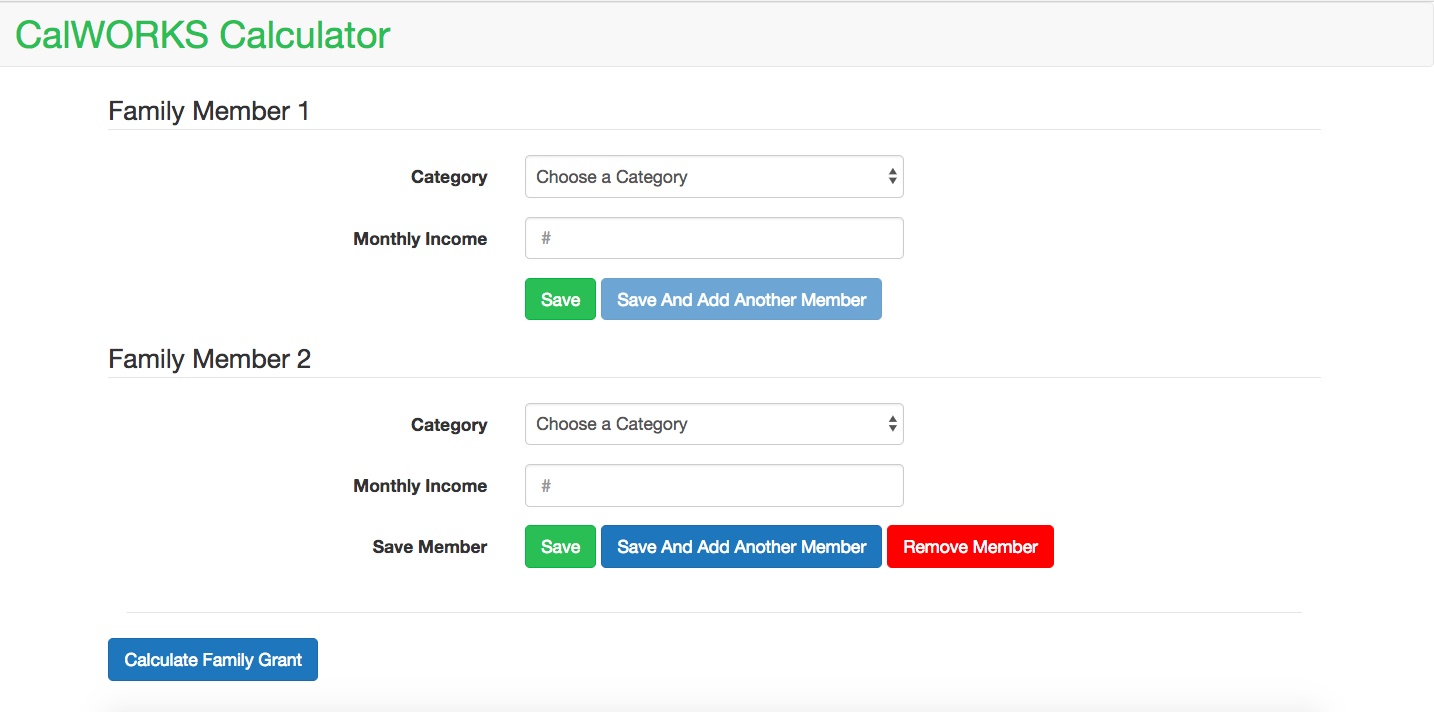 CalWORKS Calculator
Family Member 1
Category Choose a Category
Monthly Income #
Save Save And Add Another Member
Family Member 2
Category Choose a Category
Monthly Income #
Save Member Save Save And Add Another Member Remove Member
Calculate Family Grant